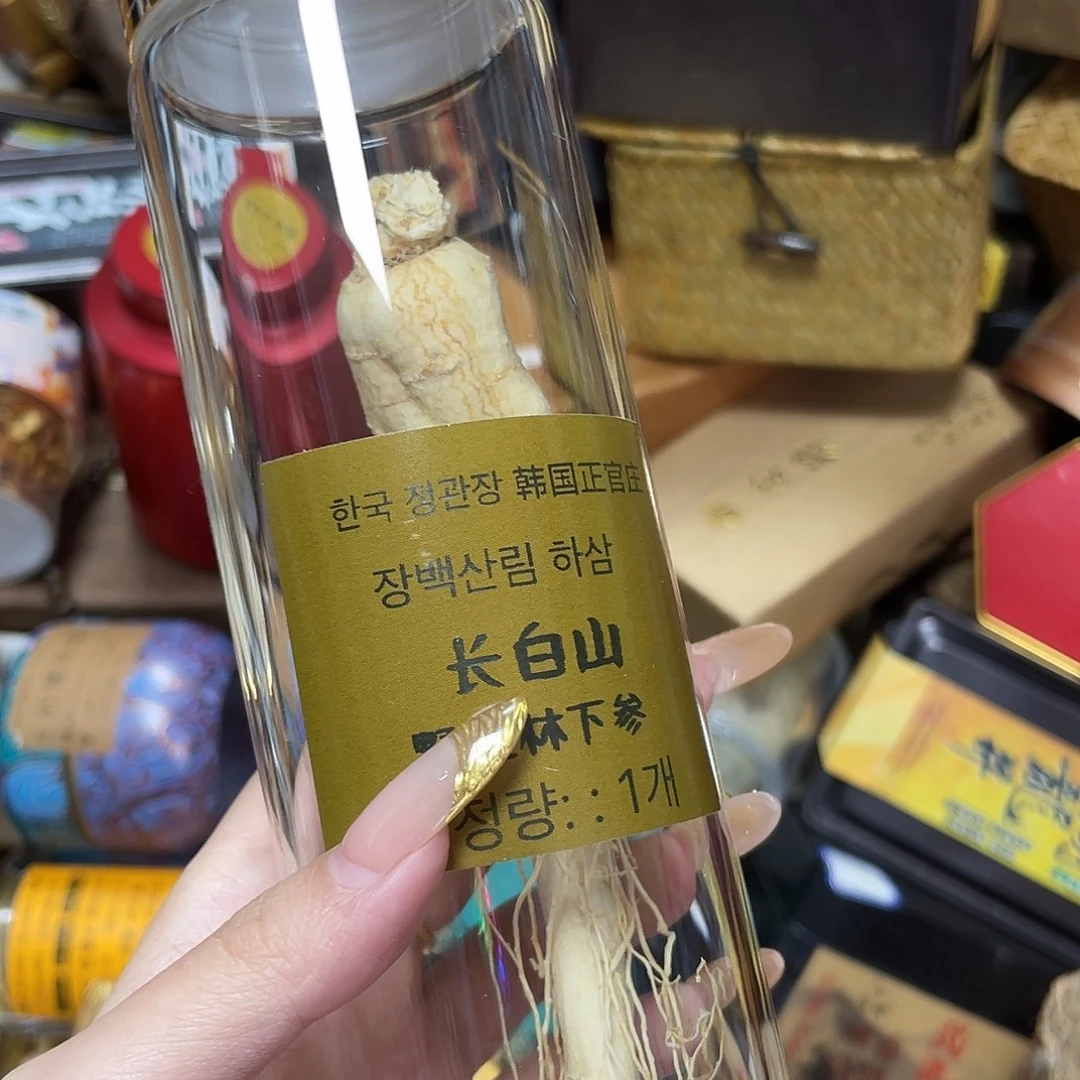 한국 정관장 韩国正官庄
장백산림 하삼
长白山
林下参
정량: : 1개